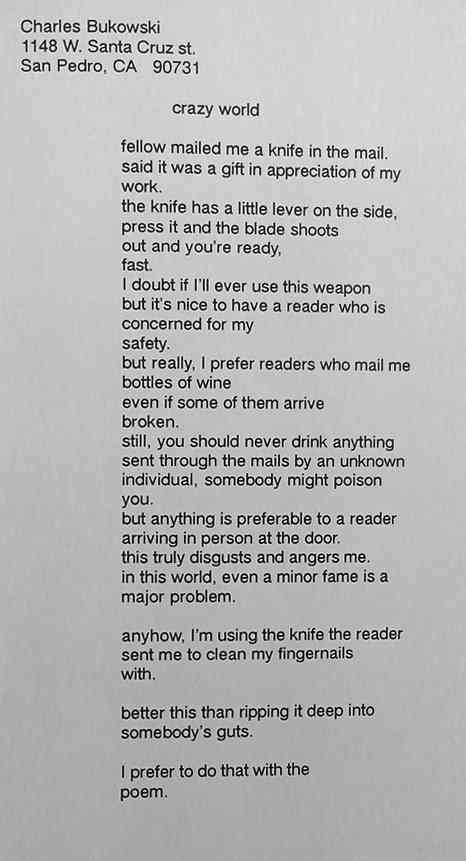 Charles Bukowski
1148 W. Santa Cruz st.
San Pedro, CA 90731
crazy world
fellow mailed me a knife in the mail.
said it was a gift in appreciation of my
work.
the knife has a little lever on the side,
press it and the blade shoots
out and you're ready,
fast.
I doubt if I'll ever use this weapon
but it's nice to have a reader who is
concerned for my
safety.
but really, I prefer readers who mail me
bottles of wine
even if some of them arrive
broken.
still, you should never drink anything
sent through the mails by an unknown
individual, somebody might poison
you.
but anything is preferable to a reader
arriving in person at the door.
this truly disgusts and angers me.
in this world, even a minor fame is a
major problem.
anyhow, I'm using the knife the reader
sent me to clean my fingernails
with.
better this than ripping it deep into
somebody's guts.
I prefer to do that with the
poem.